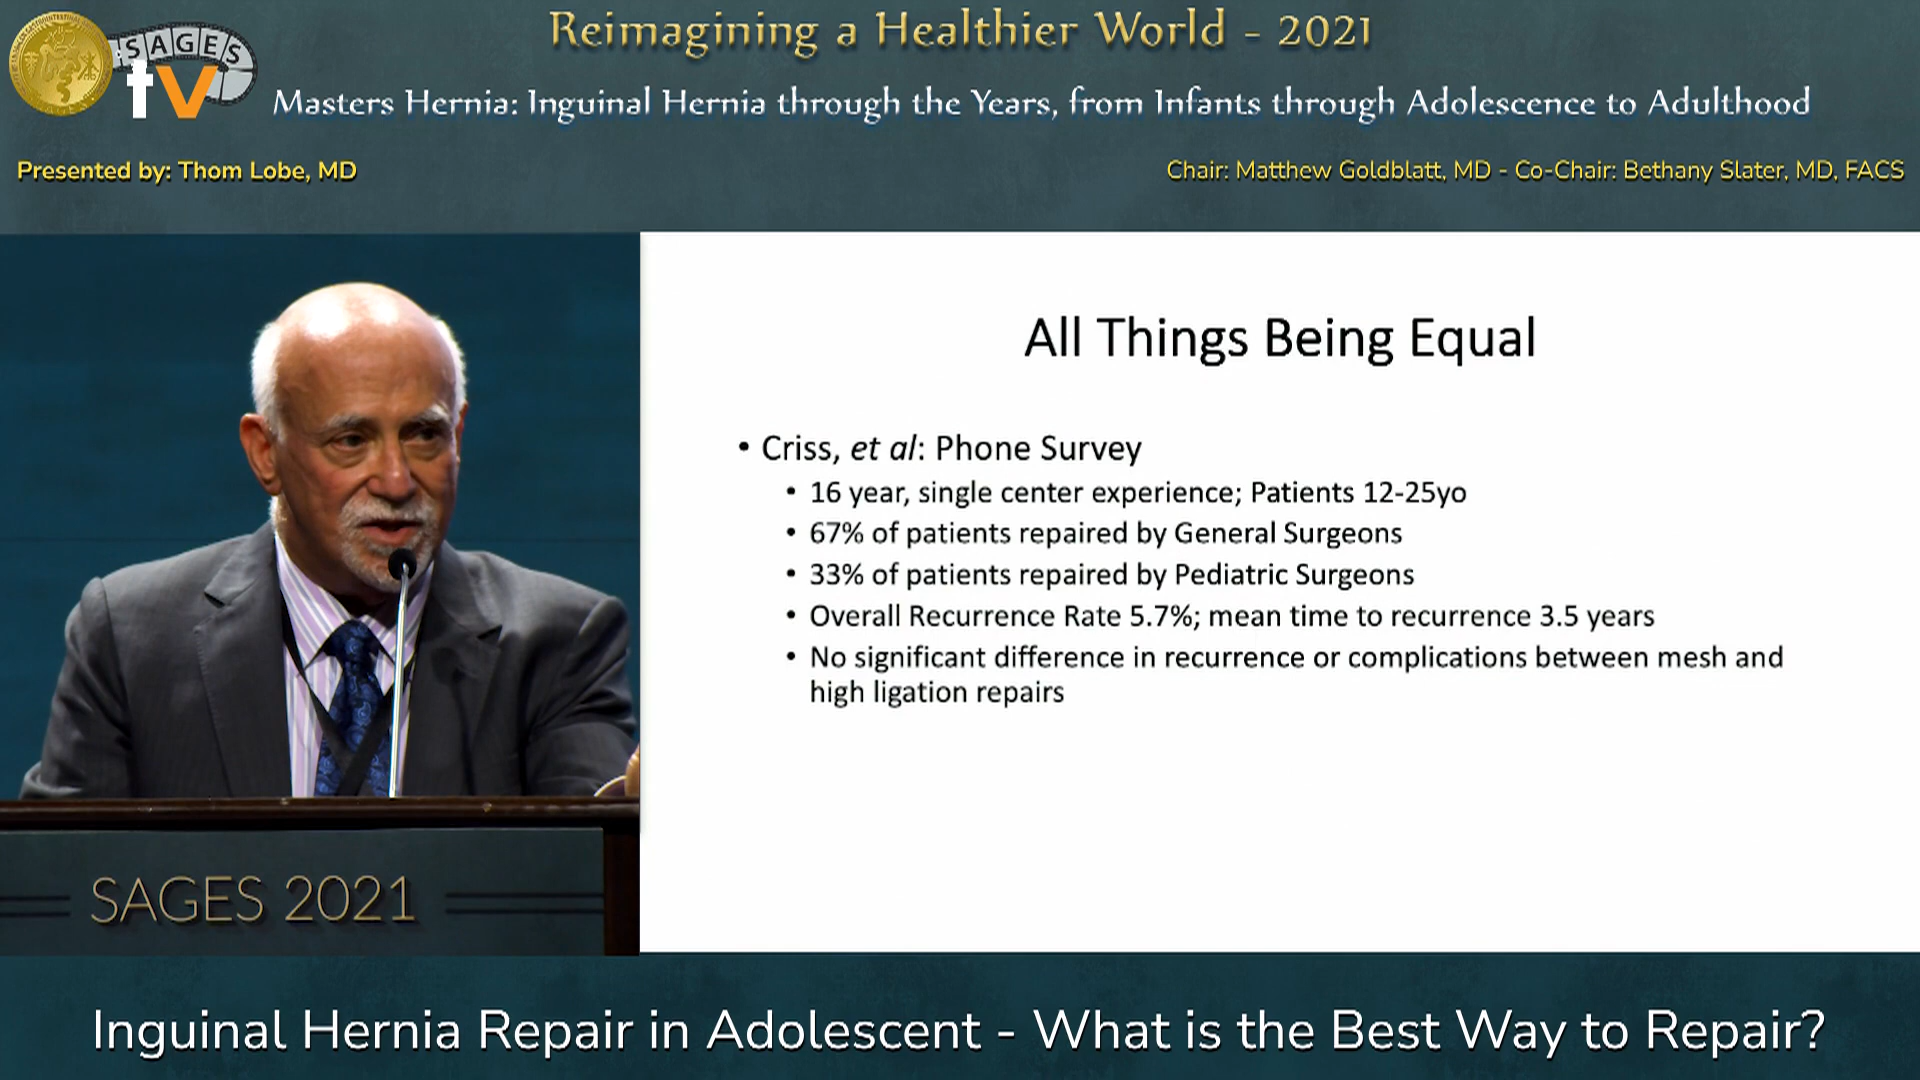 Reimagining a Healthier World - 2021
SAGES
tv
Masters Hernia: Inguinal Hernia through the Years, from Infants through Adolescence to Adulthood
Presented by: Thom Lobe, MD
Chair: Matthew Goldblatt, MD - Co-Chair: Bethany Slater, MD, FACS
All Things Being Equal
• Criss, et al: Phone Survey
• 16 year, single center experience; Patients 12-25yo
• 67% of patients repaired by General Surgeons
• 33% of patients repaired by Pediatric Surgeons
• Overall Recurrence Rate 5.7%; mean time to recurrence 3.5 years
• No significant difference in recurrence or complications between mesh and
high ligation repairs
SAGES 2021
Inguinal Hernia Repair in Adolescent - What is the Best Way to Repair?